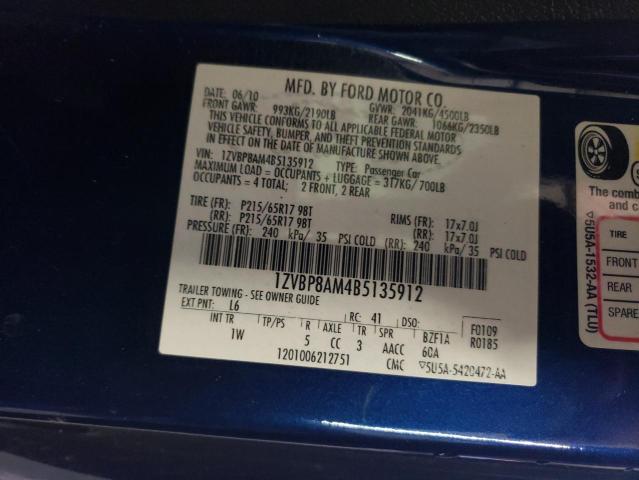 MFD. BY FORD MOTOR CO.
DATE: 06/10 GVWR: 2041KG/4500LB
FRONT GAWR: 993KG/2190LB REAR GAWR: 1066KG/2350LB
THIS VEHICLE CONFORMS TO ALL APPLICABLE FEDERAL MOTOR
VEHICLE SAFETY, BUMPER, AND THEFT PREVENTION STANDARDS
IN EFFECT ON THE DATE OF MANUFACTURE SHOWN ABOVE.
VIN: 1ZVBP8AM4B5135912 TYPE: Passenger Car
MAXIMUM LOAD = OCCUPANTS + LUGGAGE = 317KG/700LB
OCCUPANTS = 4 TOTAL: 2 FRONT, 2 REAR
TIRE (FR): P215/65R17 98T RIMS (FR): 17x7.0J
(RR): P215/65R17 98T (RR): 17x7.0J
PRESSURE (FR): 240 kPa/ 35 PSI COLD (RR): 240 kPa/ 35 PSI COLD
1ZVBP8AM4B5135912
TRAILER TOWING - SEE OWNER GUIDE
EXT PNT: L6 RC: 41 DSO: F0109
INT TR TP/PS R AXLE TR SPR BZF1A R0185
1W 5 CC 3 AACC 60A
1201006212751 CMC ▽5U5A-5420472-AA
The comb
and c
TIRE
FRONT
REAR
SPARE
▽5U5A-1532-AA (TLU)